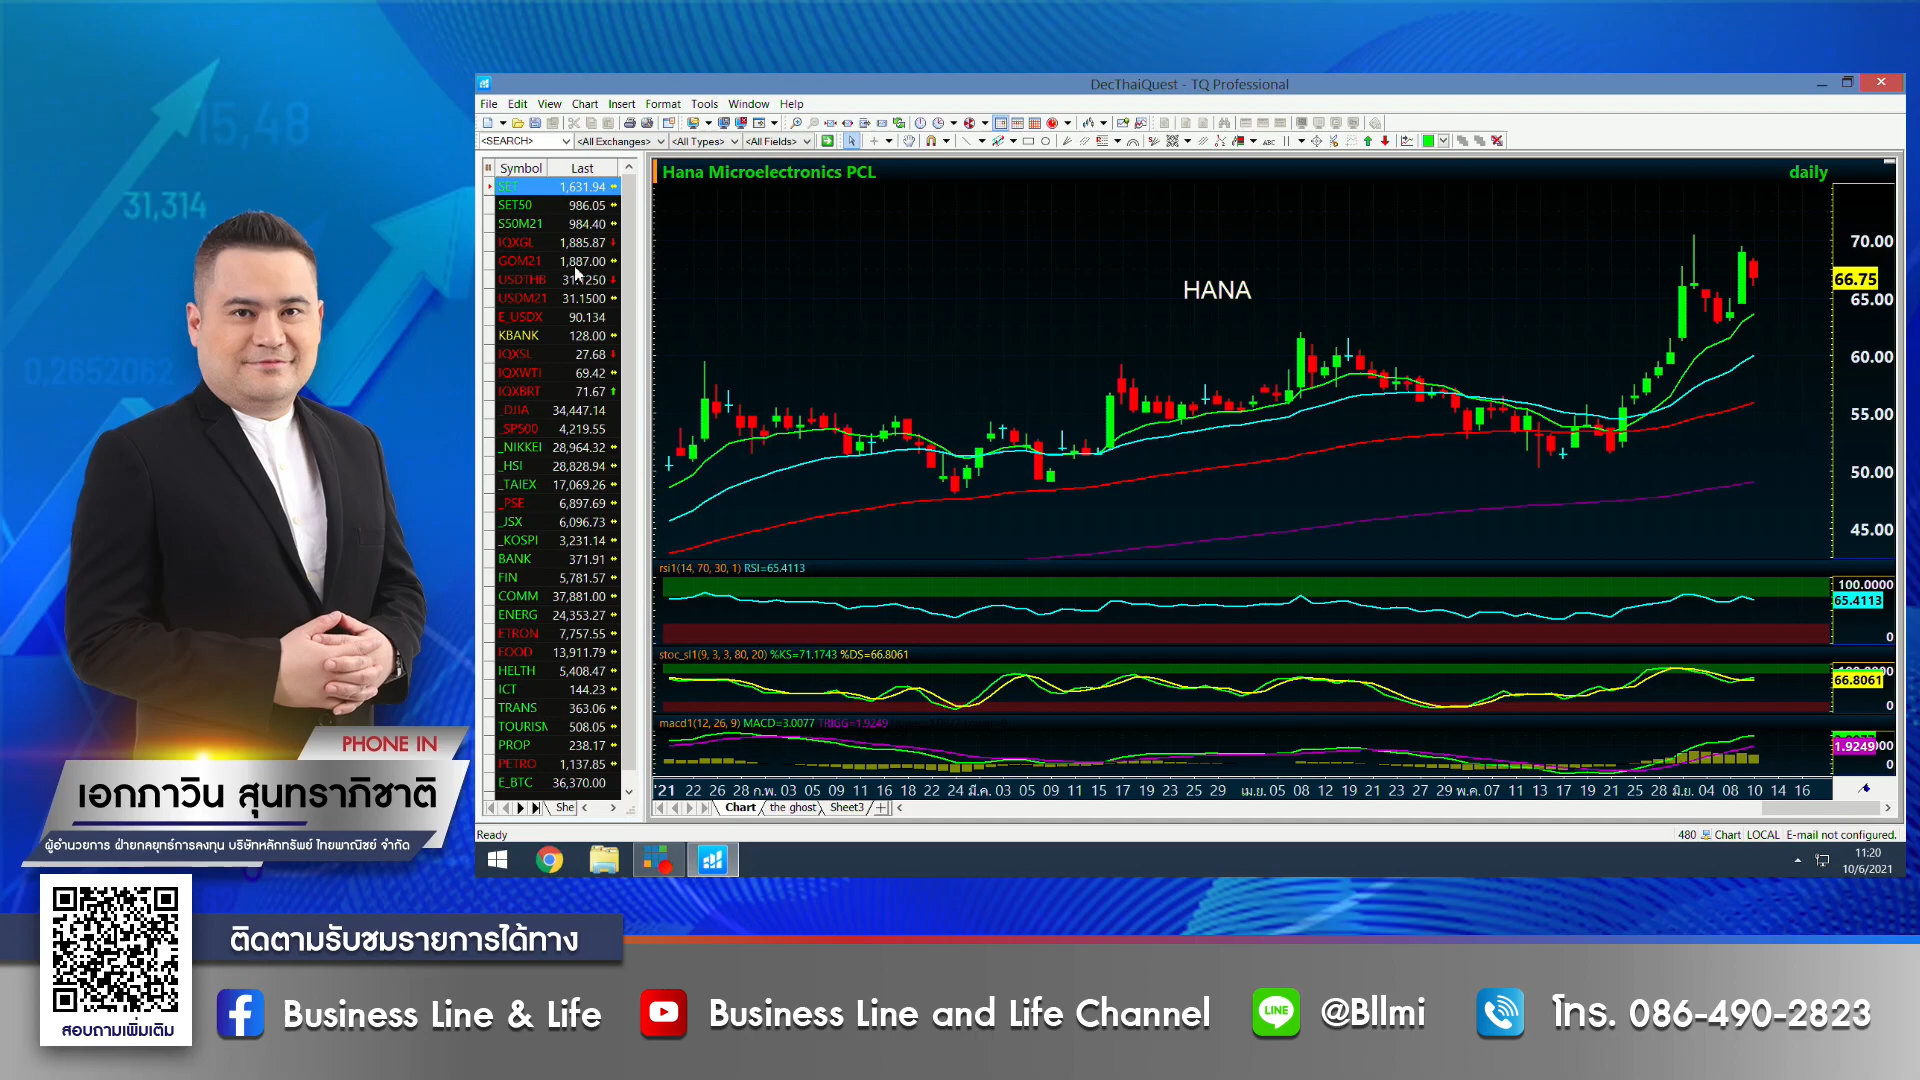 15,48
31,314
0,2652062
PHONE IN
เอกภาวิน สุนทราภิชาติ
ผู้อำนวยการ ฝ่ายกลยุทธ์การลงทุน บริษัทหลักทรัพย์ ไทยพาณิชย์ จำกัด
DecThaiQuest - TQ Professional
File Edit View Chart Insert Format Tools Window Help
<SEARCH> <All Exchanges> <All Types> <All Fields> ABC
Symbol Last
SET 1,631.94
SET50 986.05
S50M21 984.40
IQXGL 1,885.87
GOM21 1,887.00
USDTHB 31.1250
USDM21 31.1500
E_USDX 90.134
KBANK 128.00
IQXSL 27.68
IQXWTI 69.42
IQXBRT 71.67
_DJIA 34,447.14
_SP500 4,219.55
_NIKKEI 28,964.32
_HSI 28,828.94
_TAIEX 17,069.26
_PSE 6,897.69
_JSX 6,096.73
_KOSPI 3,231.14
BANK 371.91
FIN 5,781.57
COMM 37,881.00
ENERG 24,353.27
ETRON 7,757.55
FOOD 13,911.79
HELTH 5,408.47
ICT 144.23
TRANS 363.06
TOURISM 508.05
PROP 238.17
PETRO 1,137.85
E_BTC 36,370.00
She
Hana Microelectronics PCL daily
HANA
70.00
66.75
65.00
60.00
55.00
50.00
45.00
rsi1(14, 70, 30, 1) RSI=65.4113
100.0000
65.4113
0
stoc_sl1(9, 3, 3, 80, 20) %KS=71.1743 %DS=66.8061
66.8061
0
macd1(12, 26, 9) MACD=3.0077 TRIGG=1.9249
1.9249
0
'21 22 26 28 ก.พ. 03 05 09 11 16 18 22 24 มี.ค. 03 05 09 11 15 17 19 23 25 29 เม.ย. 05 08 12 16 19 21 23 27 29 พ.ค. 07 11 13 17 19 21 25 28 มิ.ย. 04 08 10 14 16
Chart the ghost Sheet3
Ready 480 Chart LOCAL E-mail not configured.
11:20
10/6/2021
ติดตามรับชมรายการได้ทาง
สอบถามเพิ่มเติม
Business Line & Life
Business Line and Life Channel
LINE
@Bllmi
โทร. 086-490-2823